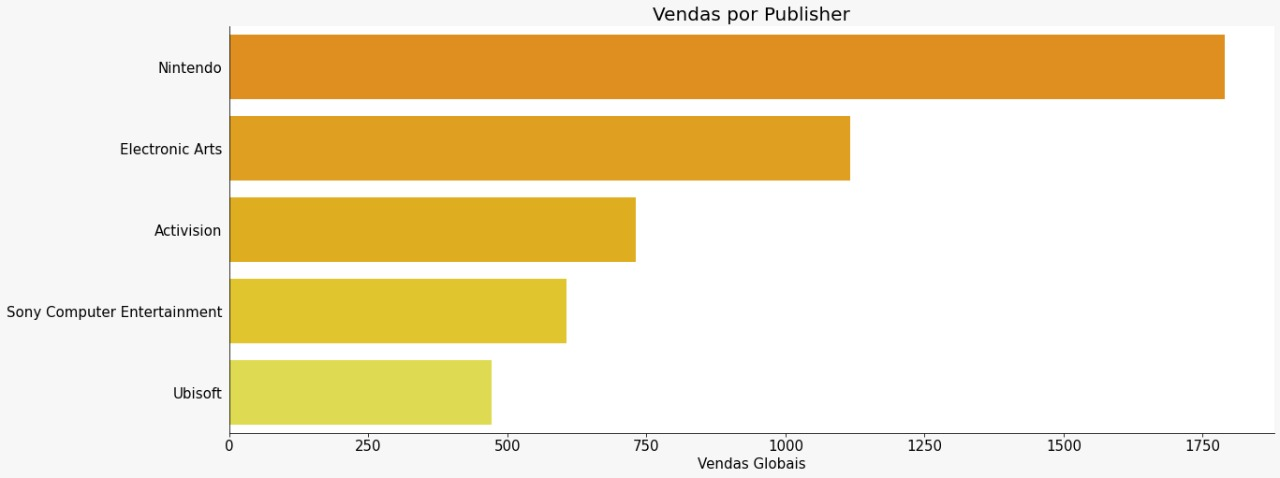 Vendas por Publisher
Nintendo
Electronic Arts
Activision
Sony Computer Entertainment
Ubisoft
0 250 500 750 1000 1250 1500 1750
Vendas Globais